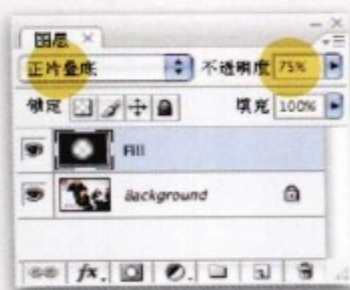 图层 ×
正片叠底 不透明度 75%
锁定 填充 100%
Fill
Background
fx.